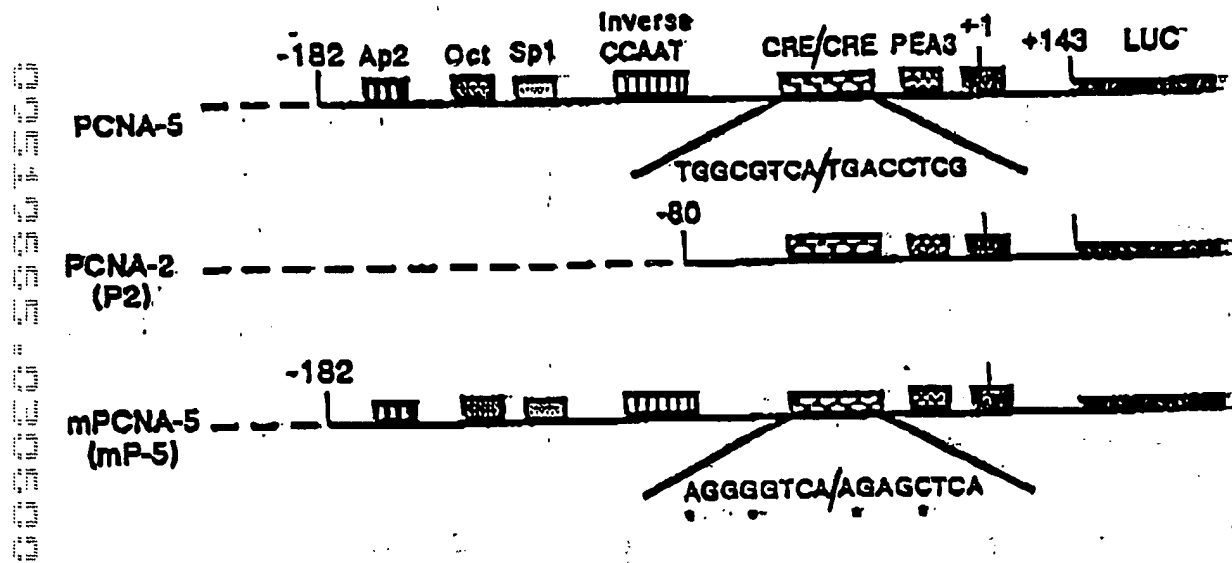 Inverse
-182 Ap2 Oct Sp1 CCAAT CRE/CRE PEA3 +1 +143 LUC
PCNA-5
TGGCGTCA/TGACCTCG
-80
PCNA-2
(P2)
-182
mPCNA-5
(mP-5)
AGGGGTCA/AGAGCTCA
* * * *